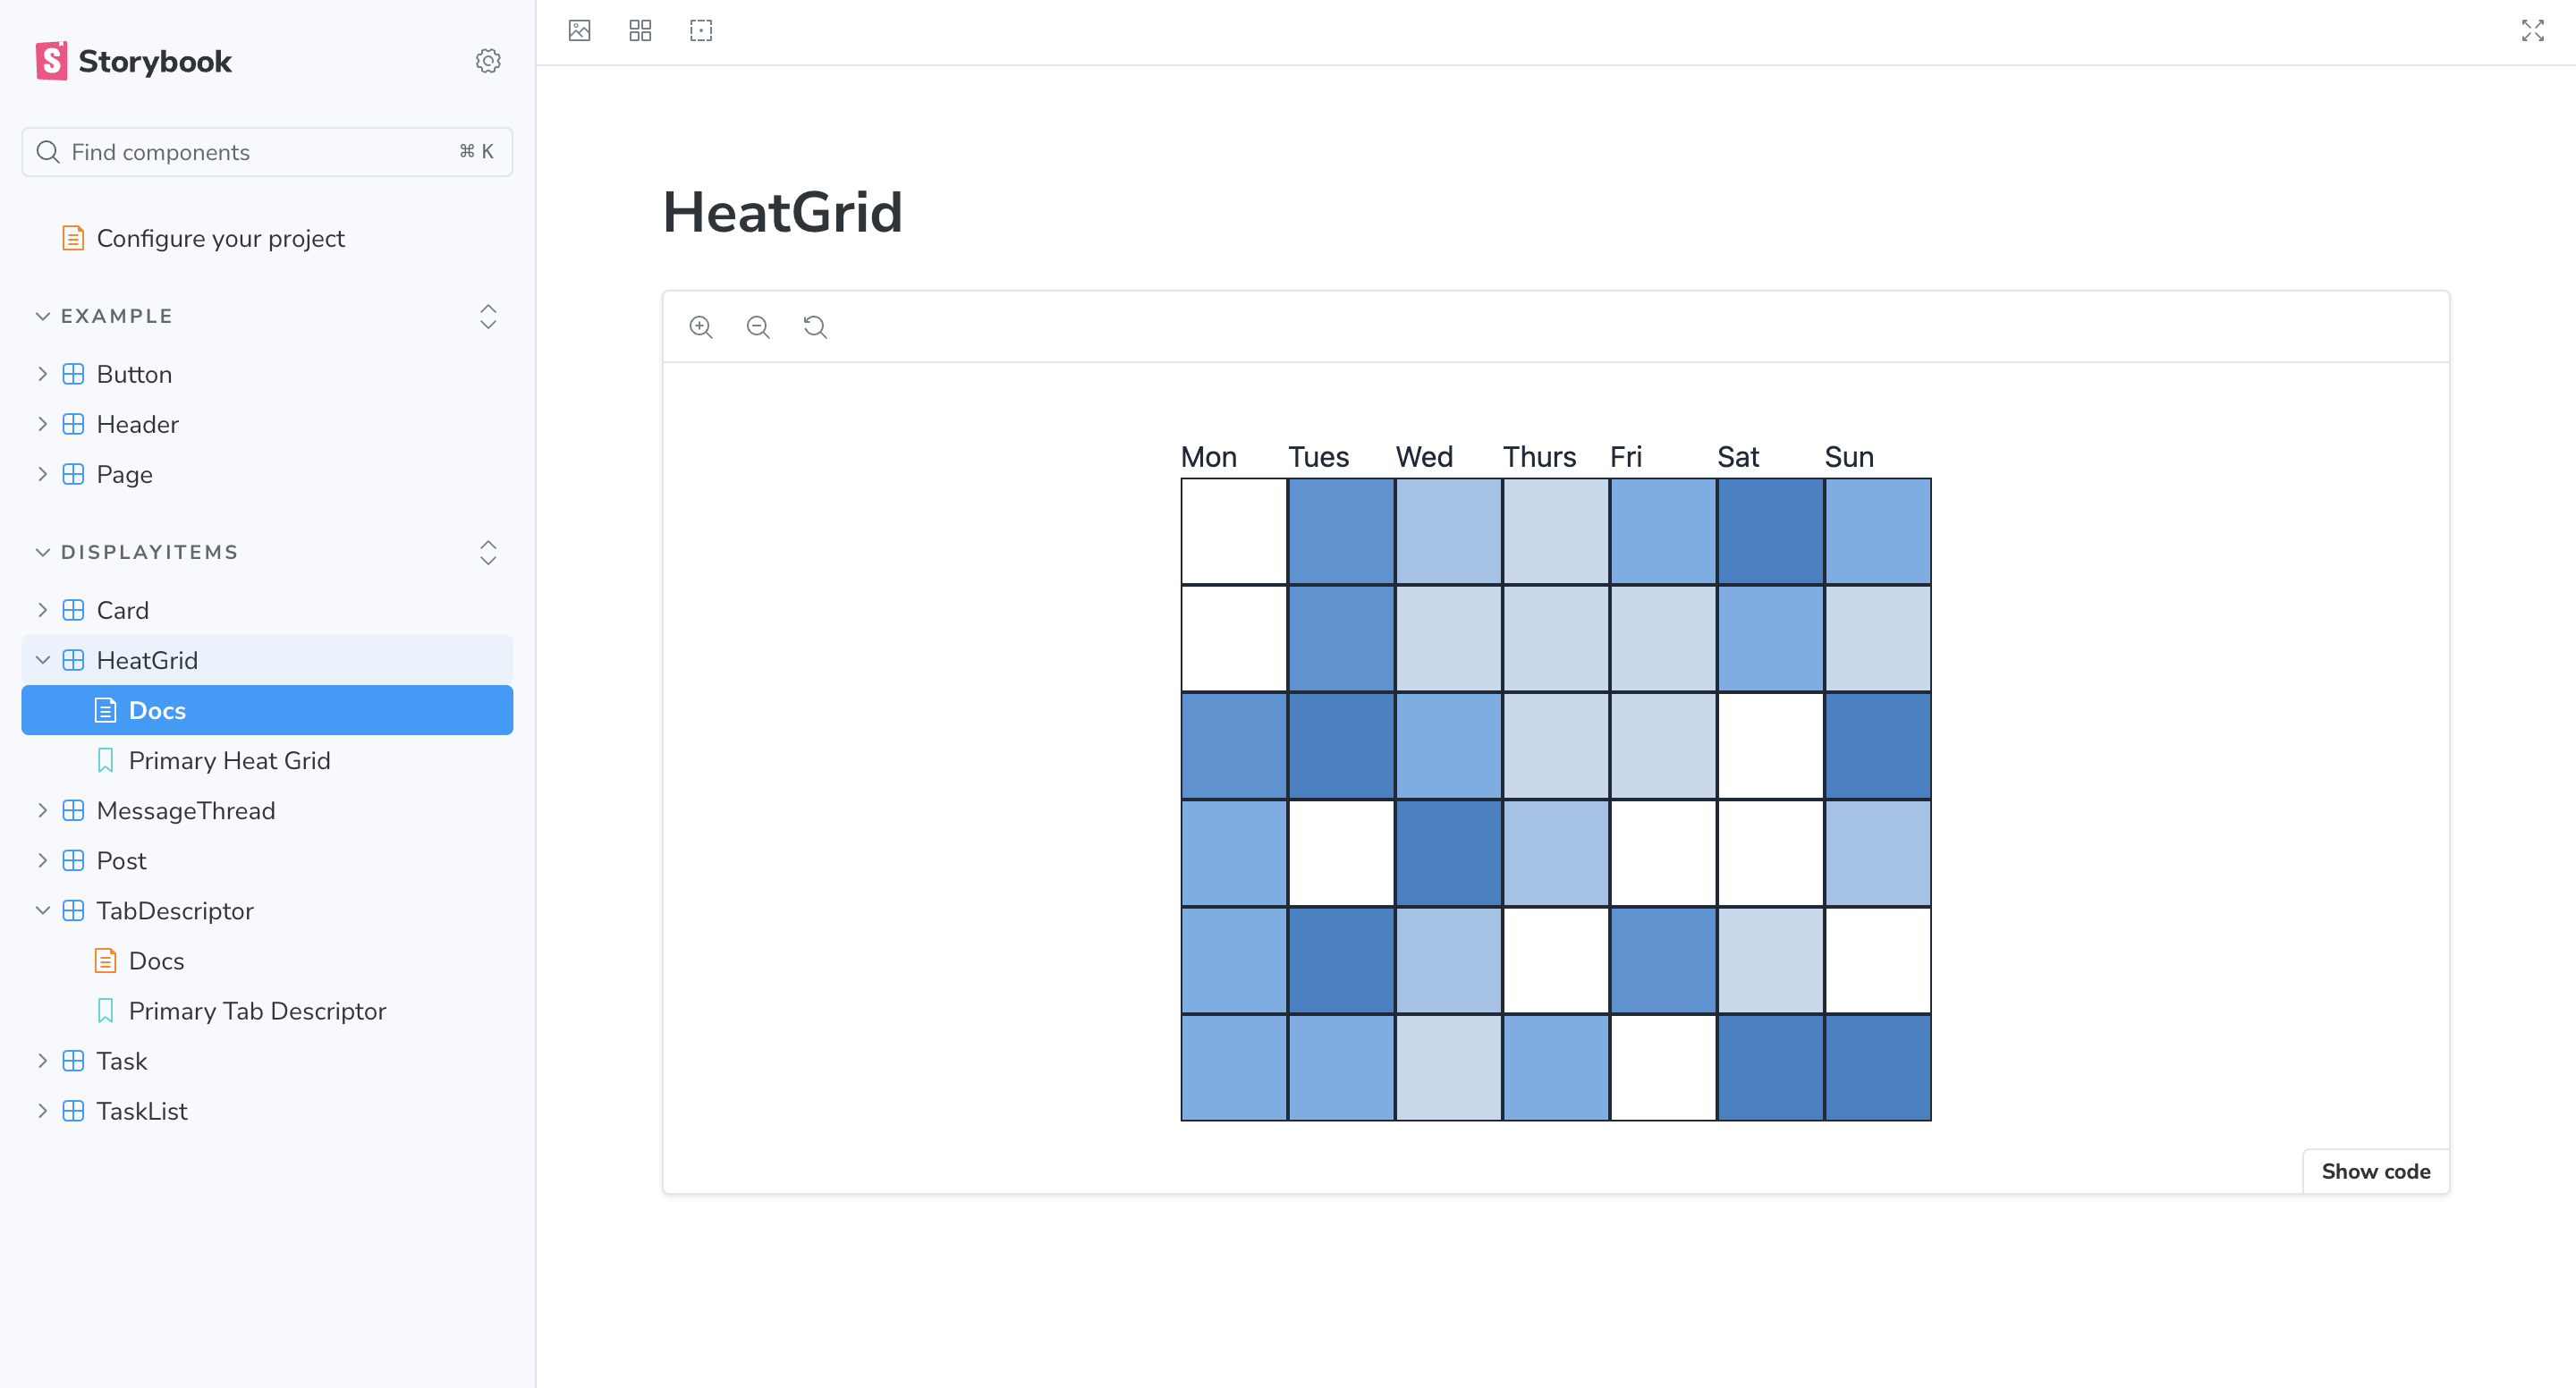 Storybook
Find components
⌘ K
Configure your project
EXAMPLE
Button
Header
Page
DISPLAYITEMS
Card
HeatGrid
Docs
Primary Heat Grid
MessageThread
Post
TabDescriptor
Docs
Primary Tab Descriptor
Task
TaskList
HeatGrid
Mon Tues Wed Thurs Fri Sat Sun
Show code